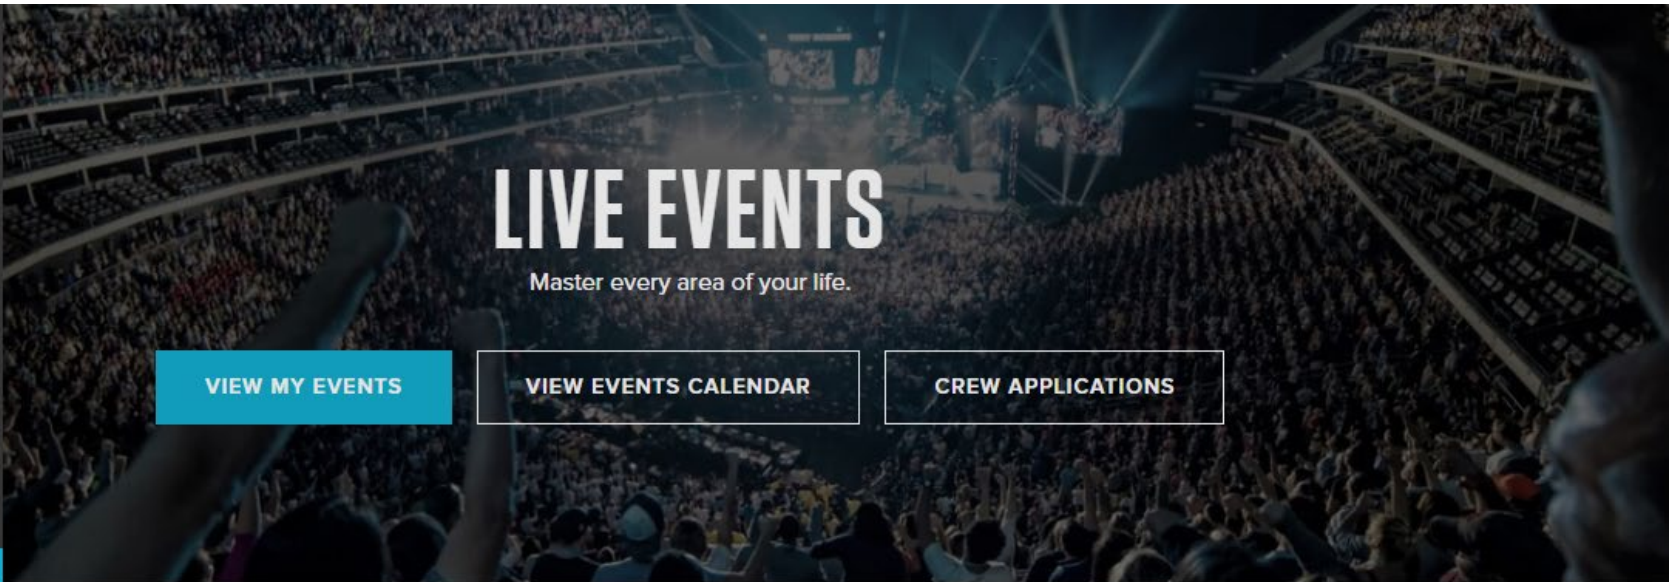 LIVE EVENTS
Master every area of your life.
VIEW MY EVENTS
VIEW EVENTS CALENDAR
CREW APPLICATIONS